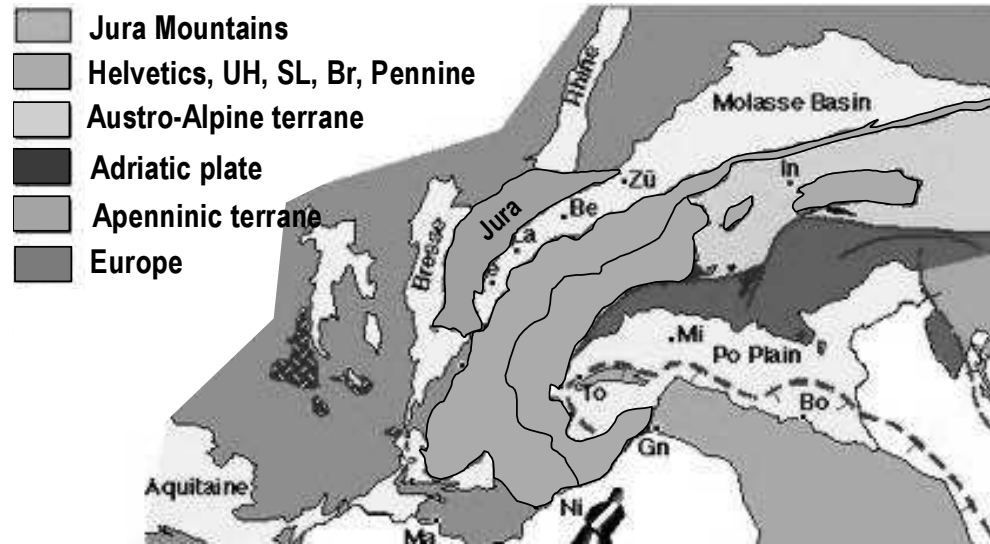 Jura Mountains
Helvetics, UH, SL, Br, Pennine
Austro-Alpine terrane
Adriatic plate
Apenninic terrane
Europe
Rhine
Molasse Basin
Zü
In
Be
Jura
La
Bresse
Mi
Po Plain
To
Bo
Gn
Aquitaine
Ni
Ma